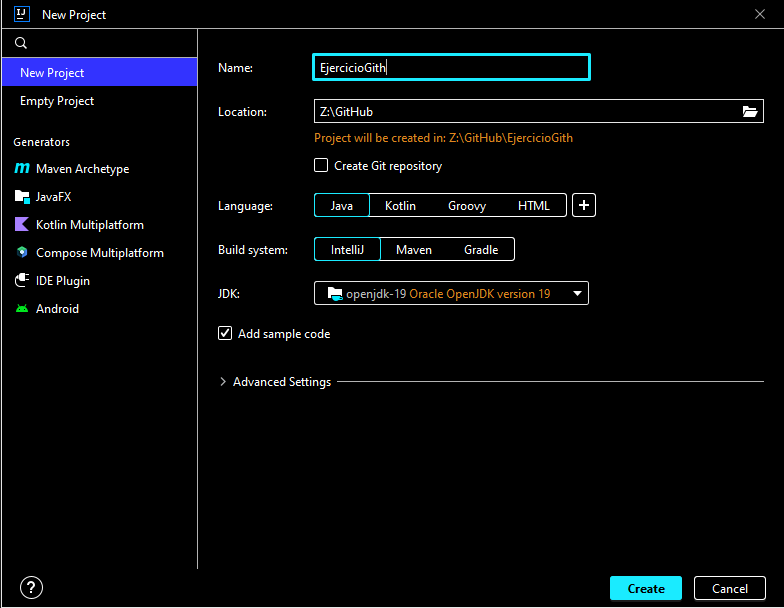 New Project
New Project
Empty Project
Generators
Maven Archetype
JavaFX
Kotlin Multiplatform
Compose Multiplatform
IDE Plugin
Android
Name: EjercicioGith
Location: Z:\GitHub
Project will be created in: Z:\GitHub\EjercicioGith
Create Git repository
Language: Java Kotlin Groovy HTML +
Build system: IntelliJ Maven Gradle
JDK: openjdk-19 Oracle OpenJDK version 19
Add sample code
Advanced Settings
? Create Cancel